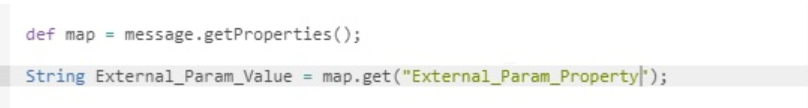 def map = message.getProperties();
String External_Param_Value = map.get("External_Param_Property");